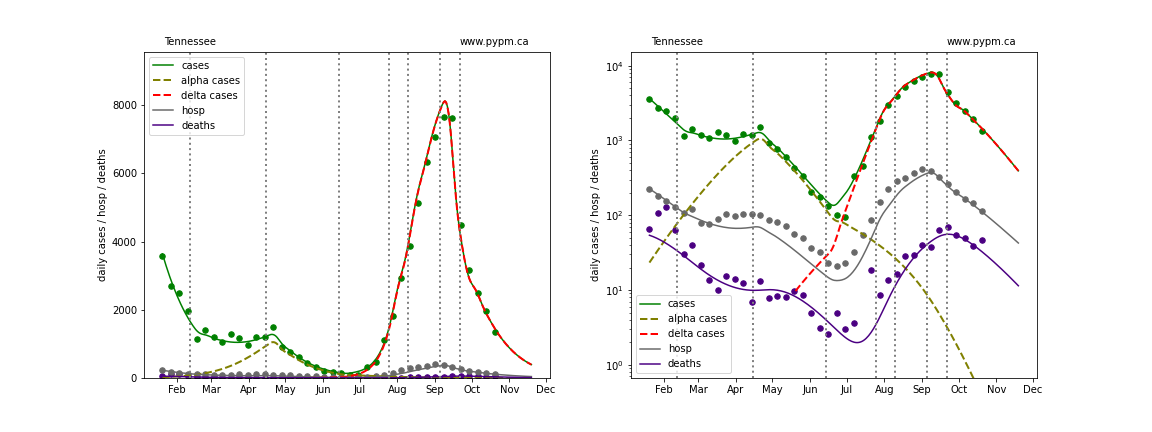 Tennessee www.pypm.ca
cases
alpha cases
delta cases
hosp
deaths
8000
6000
4000
2000
0
daily cases / hosp / deaths
Feb Mar Apr May Jun Jul Aug Sep Oct Nov Dec
Tennessee www.pypm.ca
10⁴
10³
10²
10¹
10⁰
daily cases / hosp / deaths
cases
alpha cases
delta cases
hosp
deaths
Feb Mar Apr May Jun Jul Aug Sep Oct Nov Dec